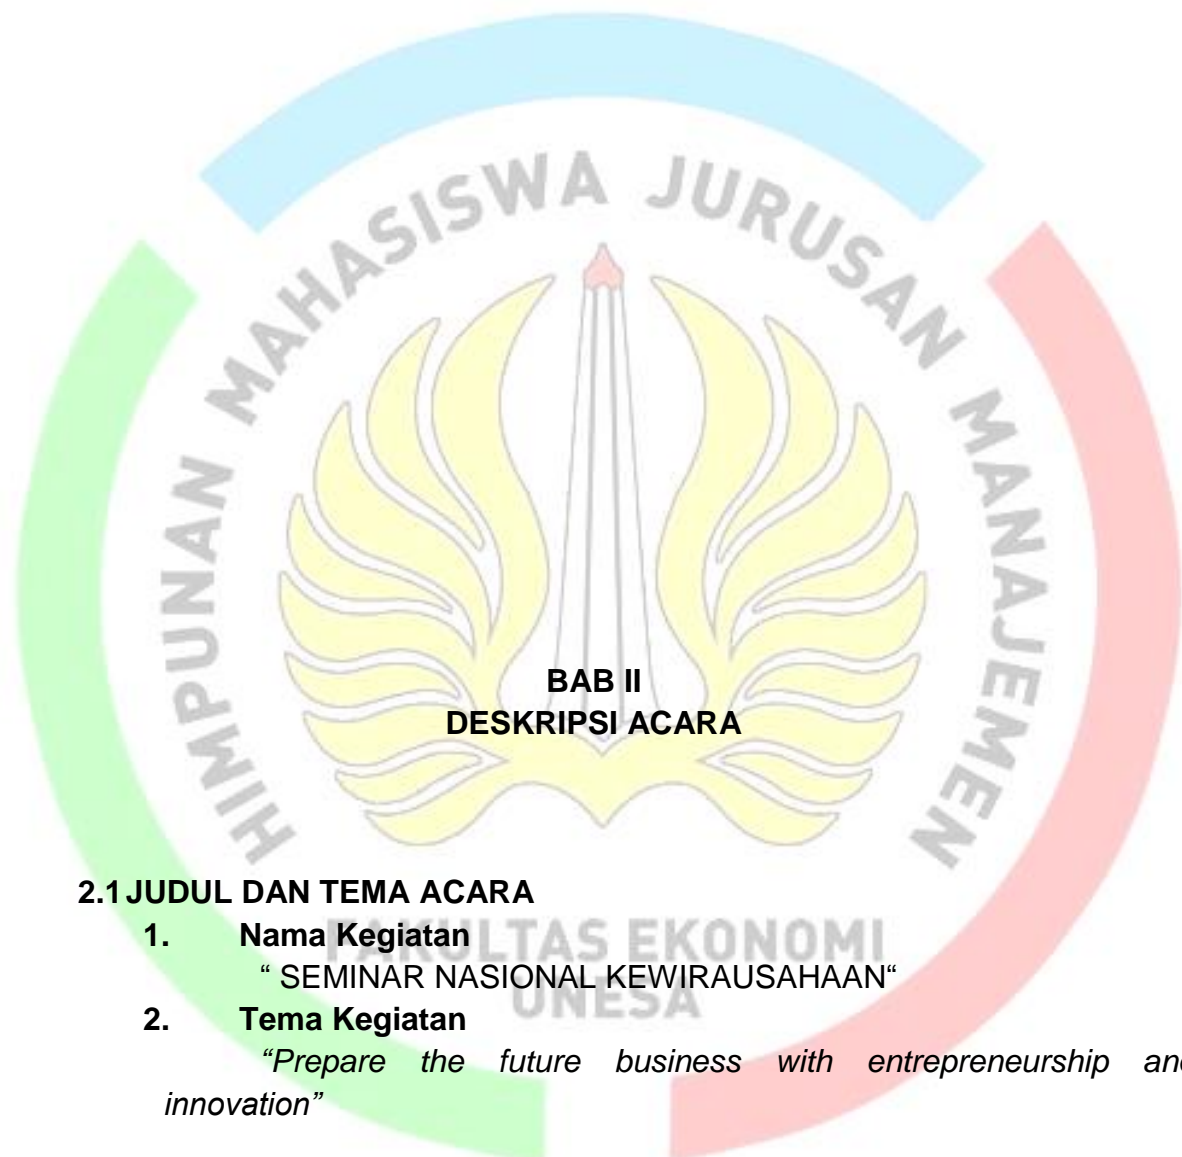 HIMPUNAN MAHASISWA JURUSAN MANAJEMEN
BAB II
DESKRIPSI ACARA
2.1 JUDUL DAN TEMA ACARA
1. Nama Kegiatan
FAKULTAS EKONOMI
“ SEMINAR NASIONAL KEWIRAUSAHAAN“
UNESA
2. Tema Kegiatan
“Prepare the future business with entrepreneurship and
innovation”